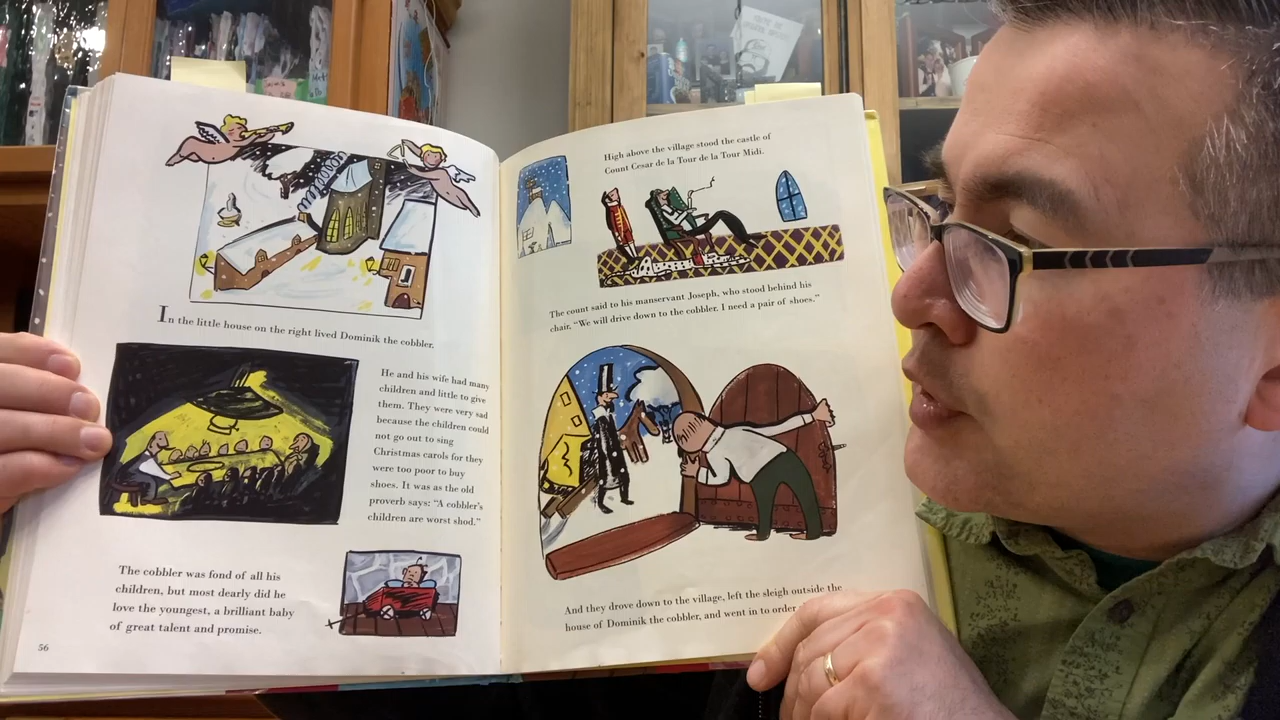 In the little house on the right lived Dominik the cobbler.
He and his wife had many
children and little to give
them. They were very sad
because the children could
not go out to sing
Christmas carols for they
were too poor to buy
shoes. It was as the old
proverb says: "A cobbler's
children are worst shod."
The cobbler was fond of all his
children, but most dearly did he
love the youngest, a brilliant baby
of great talent and promise.
56
High above the village stood the castle of
Count Cesar de la Tour de la Tour Midi.
The count said to his manservant Joseph, who stood behind his
chair, "We will drive down to the cobbler. I need a pair of shoes."
And they drove down to the village, left the sleigh outside the
house of Dominik the cobbler, and went in to order